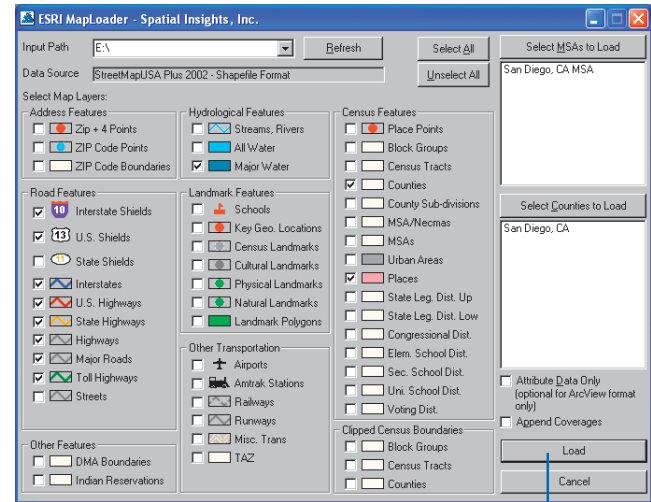 ESRI MapLoader - Spatial Insights, Inc.
Input Path E:\ Refresh Select All
Data Source StreetMapUSA Plus 2002 - Shapefile Format Unselect All
Select Map Layers:
Address Features
Zip + 4 Points
ZIP Code Points
ZIP Code Boundaries
Road Features
10 Interstate Shields
13 U.S. Shields
11 State Shields
Interstates
U.S. Highways
State Highways
Highways
Major Roads
Toll Highways
Streets
Other Features
DMA Boundaries
Indian Reservations
Hydrological Features
Streams, Rivers
All Water
Major Water
Landmark Features
Schools
Key Geo. Locations
Census Landmarks
Cultural Landmarks
Physical Landmarks
Natural Landmarks
Landmark Polygons
Other Transportation
Airports
Amtrak Stations
Railways
Runways
Misc. Trans
TAZ
Census Features
Place Points
Block Groups
Census Tracts
Counties
County Sub-divisions
MSA/Necmas
MSAs
Urban Areas
Places
State Leg. Dist. Up
State Leg. Dist. Low
Congressional Dist.
Elem. School Dist.
Sec. School Dist.
Uni. School Dist.
Voting Dist.
Clipped Census Boundaries
Block Groups
Census Tracts
Counties
Select MSAs to Load
San Diego, CA MSA
Select Counties to Load
San Diego, CA
Attribute Data Only
(optional for ArcView format
only)
Append Coverages
Load
Cancel